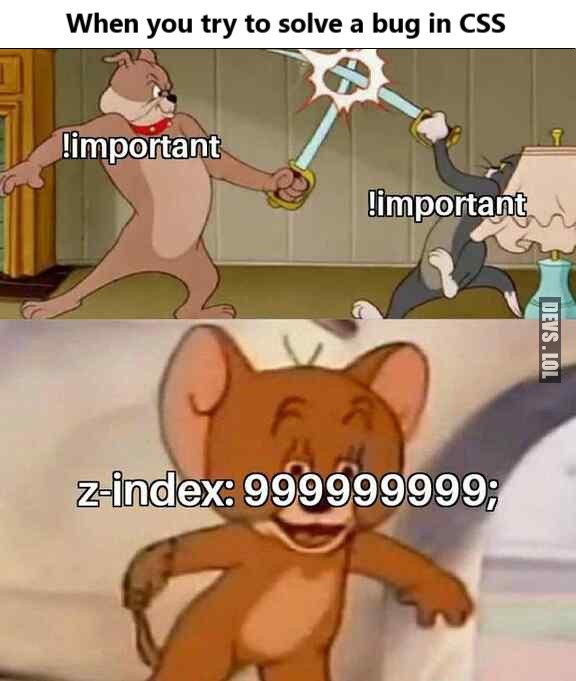 When you try to solve a bug in CSS
!important
!important
DEVS.LOL
z-index: 999999999;